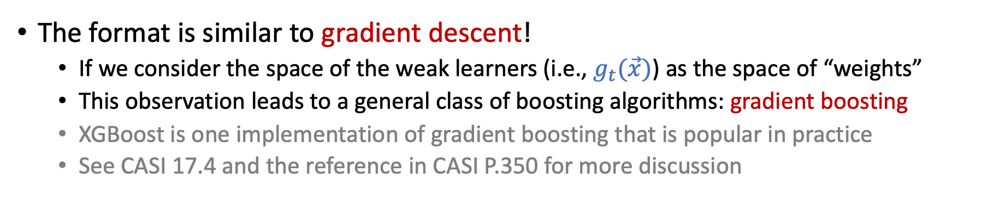 • The format is similar to gradient descent!
• If we consider the space of the weak learners (i.e., $g_t(\vec{x})$) as the space of “weights”
• This observation leads to a general class of boosting algorithms: gradient boosting
• XGBoost is one implementation of gradient boosting that is popular in practice
• See CASI 17.4 and the reference in CASI P.350 for more discussion